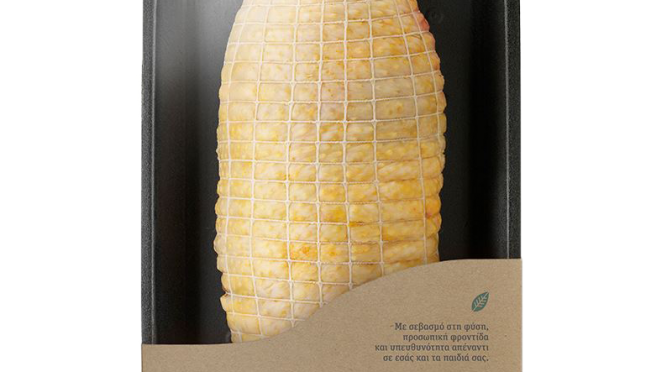 -Με σεβασμό στη φύση,
προσωπική φροντίδα
και υπευθυνότητα απέναντι
σε εσάς και τα παιδιά σας.